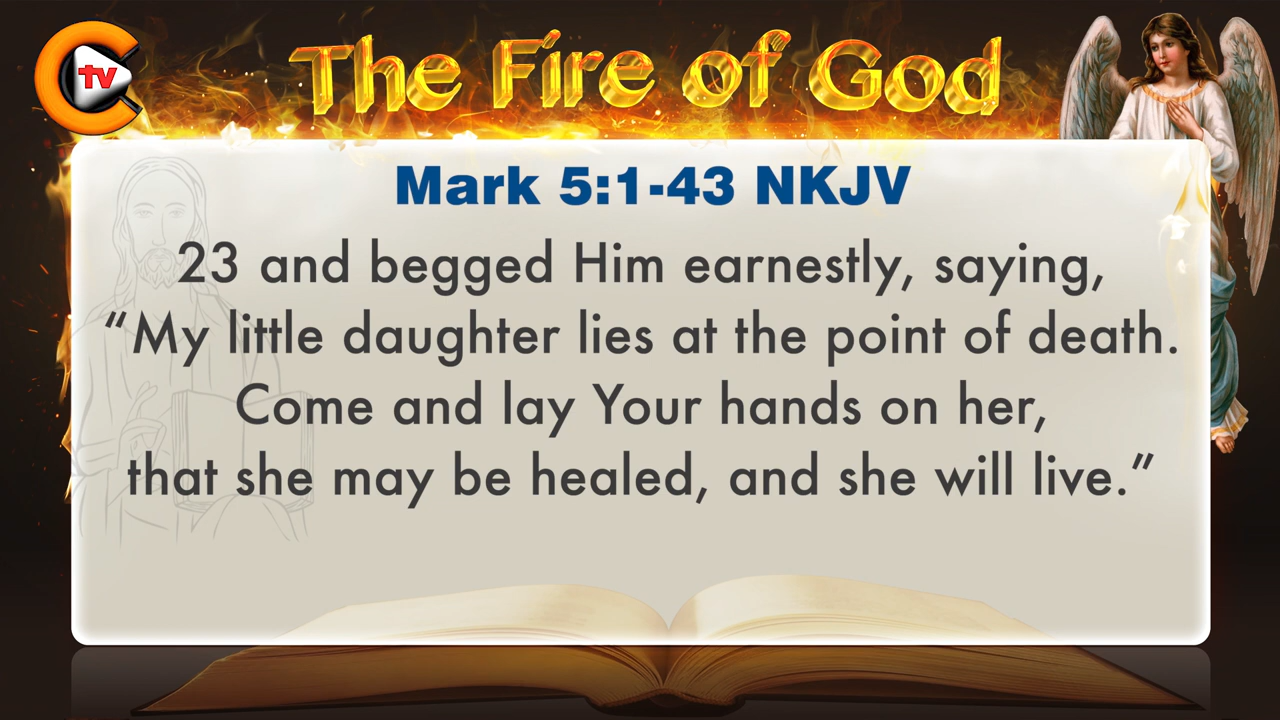 tv
The Fire of God
Mark 5:1-43 NKJV
23 and begged Him earnestly, saying,
“My little daughter lies at the point of death.
Come and lay Your hands on her,
that she may be healed, and she will live.”